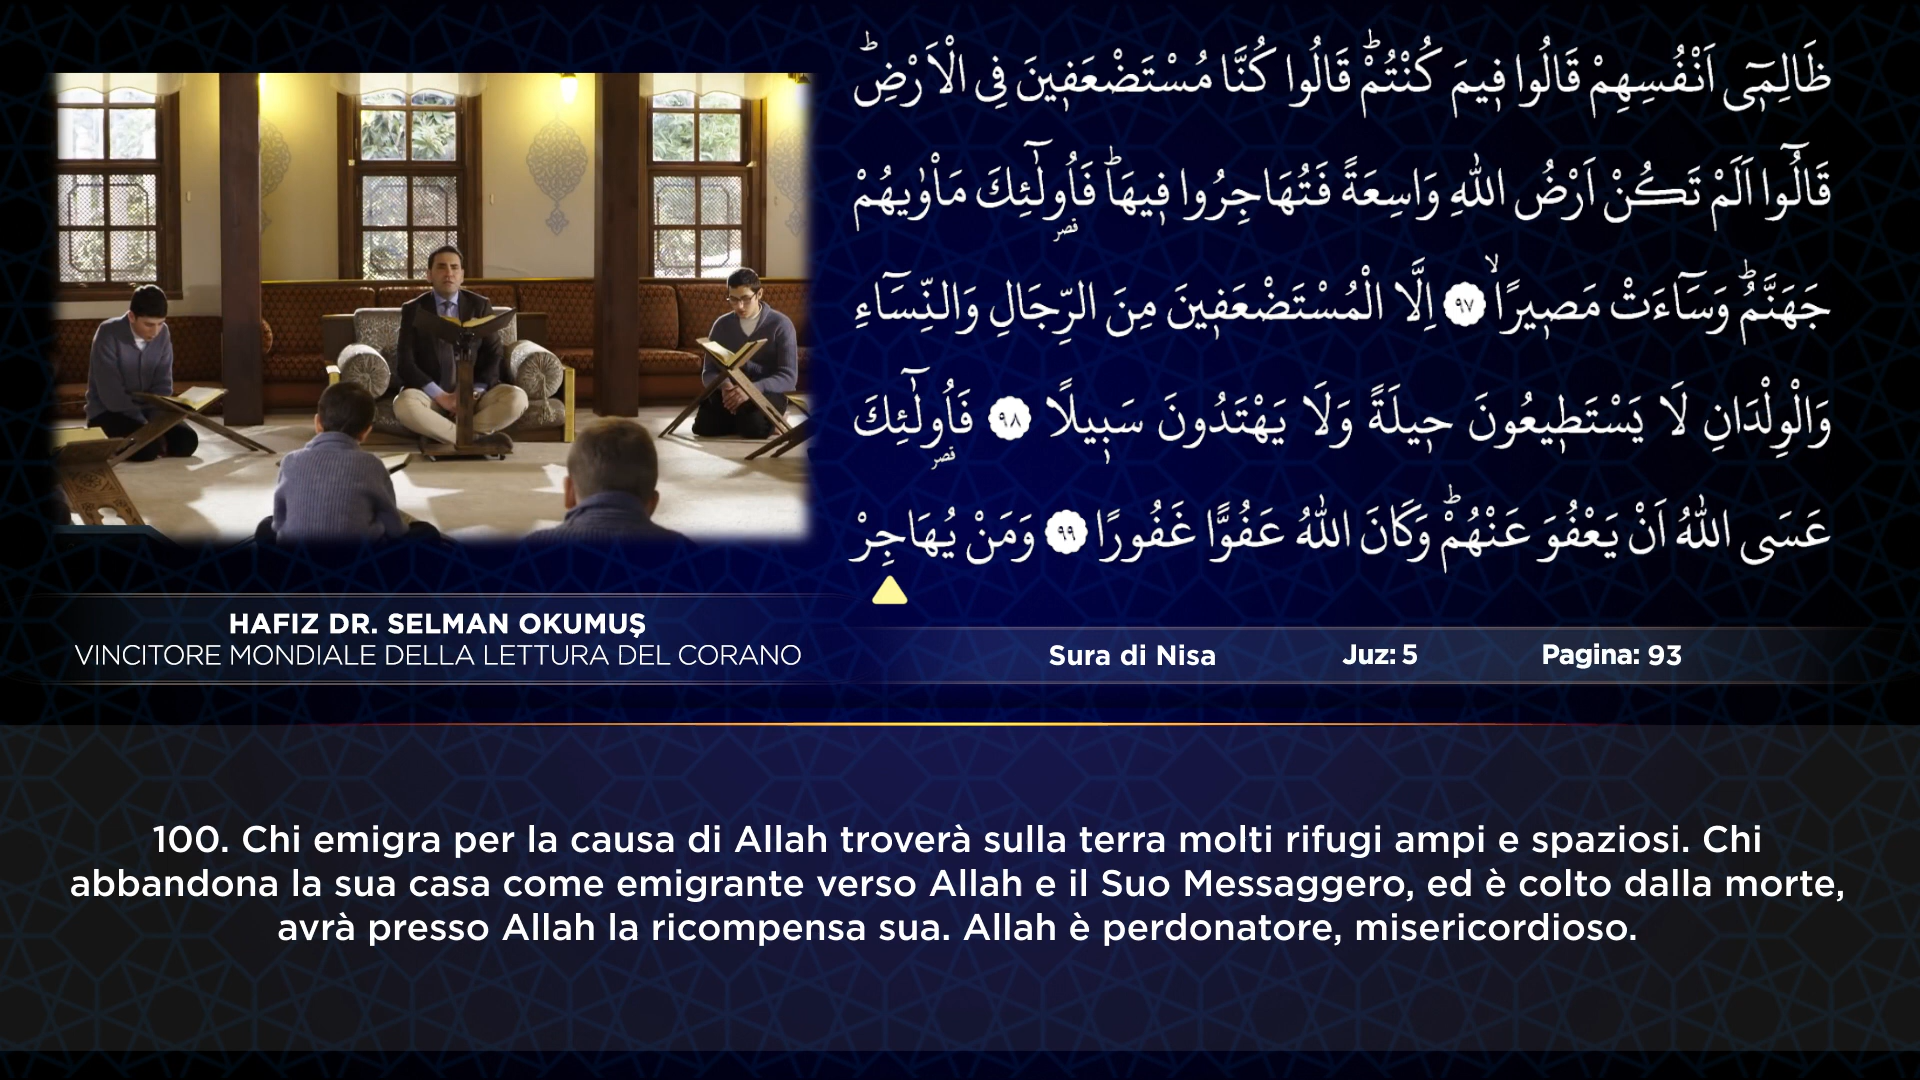 ظَالِمِٓي اَنْفُسِهِمْ قَالُوا فِيمَ كُنْتُمْۜ قَالُوا كُنَّا مُسْتَضْعَفِينَ فِي الْاَرْضِۜ
قَالُٓوا اَلَمْ تَكُنْ اَرْضُ اللّٰهِ وَاسِعَةً فَتُهَاجِرُوا فِيهَاۜ فَاُو۬لٰٓئِكَ مَاْوٰيهُمْ
قصر
جَهَنَّمُۜ وَسَٓاءَتْ مَصِيرًاۙ ٩٧ اِلَّا الْمُسْتَضْعَفِينَ مِنَ الرِّجَالِ وَالنِّسَٓاءِ
وَالْوِلْدَانِ لَا يَسْتَطِيعُونَ حِيلَةً وَلَا يَهْتَدُونَ سَبِيلًا ٩٨ فَاُو۬لٰٓئِكَ
قصر
عَسَى اللّٰهُ اَنْ يَعْفُوَ عَنْهُمْۜ وَكَانَ اللّٰهُ عَفُوًّا غَفُورًا ٩٩ وَمَنْ يُهَاجِرْ
HAFIZ DR. SELMAN OKUMUŞ
VINCITORE MONDIALE DELLA LETTURA DEL CORANO
Sura di Nisa Juz: 5 Pagina: 93
100. Chi emigra per la causa di Allah troverà sulla terra molti rifugi ampi e spaziosi. Chi
abbandona la sua casa come emigrante verso Allah e il Suo Messaggero, ed è colto dalla morte,
avrà presso Allah la ricompensa sua. Allah è perdonatore, misericordioso.